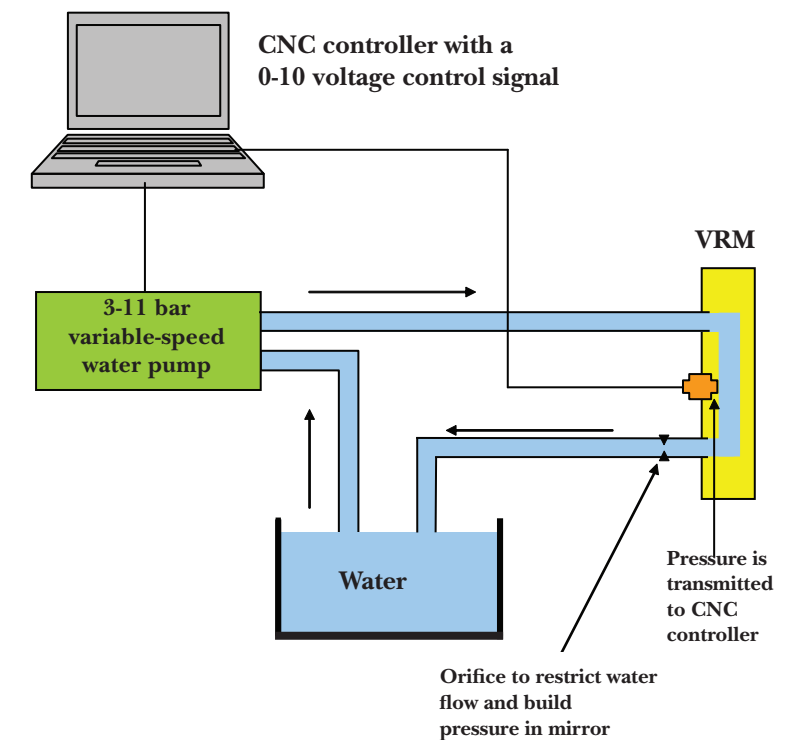 CNC controller with a
0-10 voltage control signal
VRM
3-11 bar
variable-speed
water pump
Water
Pressure is
transmitted
to CNC
controller
Orifice to restrict water
flow and build
pressure in mirror